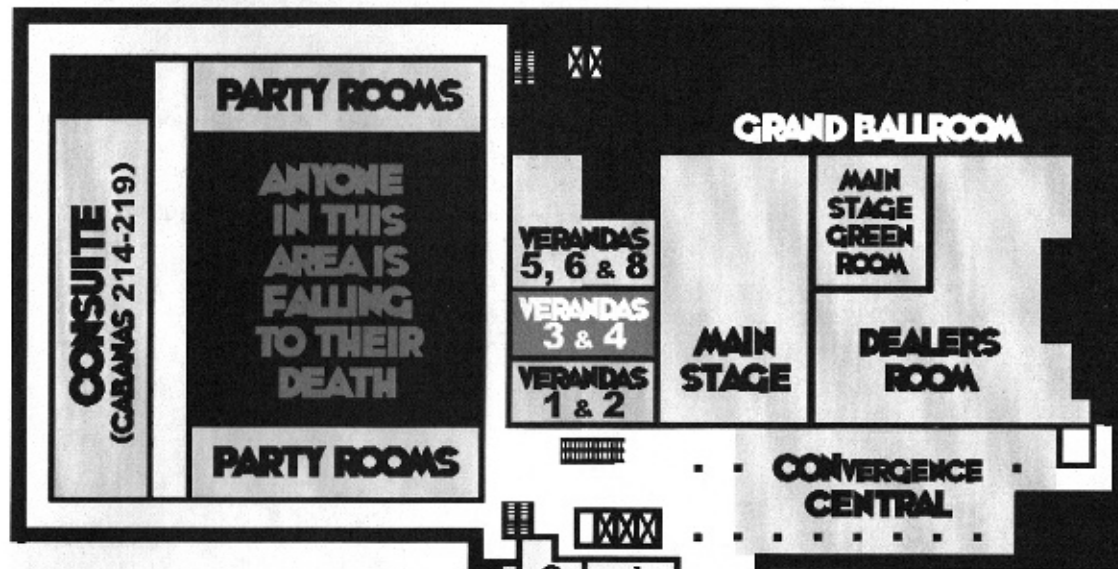 PARTY ROOMS
CONSUITE
(CABANAS 214-219)
ANYONE
IN THIS
AREA IS
FALLING
TO THEIR
DEATH
PARTY ROOMS
VERANDAS
5, 6 & 8
VERANDAS
3 & 4
VERANDAS
1 & 2
GRAND BALLROOM
MAIN
STAGE
MAIN
STAGE
GREEN
ROOM
DEALERS
ROOM
CONVERGENCE
CENTRAL